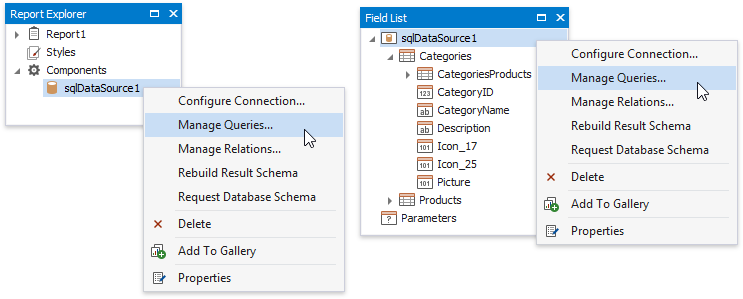 Report Explorer
Report1
Styles
Components
sqlDataSource1
Configure Connection...
Manage Queries...
Manage Relations...
Rebuild Result Schema
Request Database Schema
Delete
Add To Gallery
Properties
Field List
sqlDataSource1
Categories
CategoriesProducts
123 CategoryID
ab CategoryName
ab Description
101 Icon_17
101 Icon_25
101 Picture
Products
? Parameters
Configure Connection...
Manage Queries...
Manage Relations...
Rebuild Result Schema
Request Database Schema
Delete
Add To Gallery
Properties